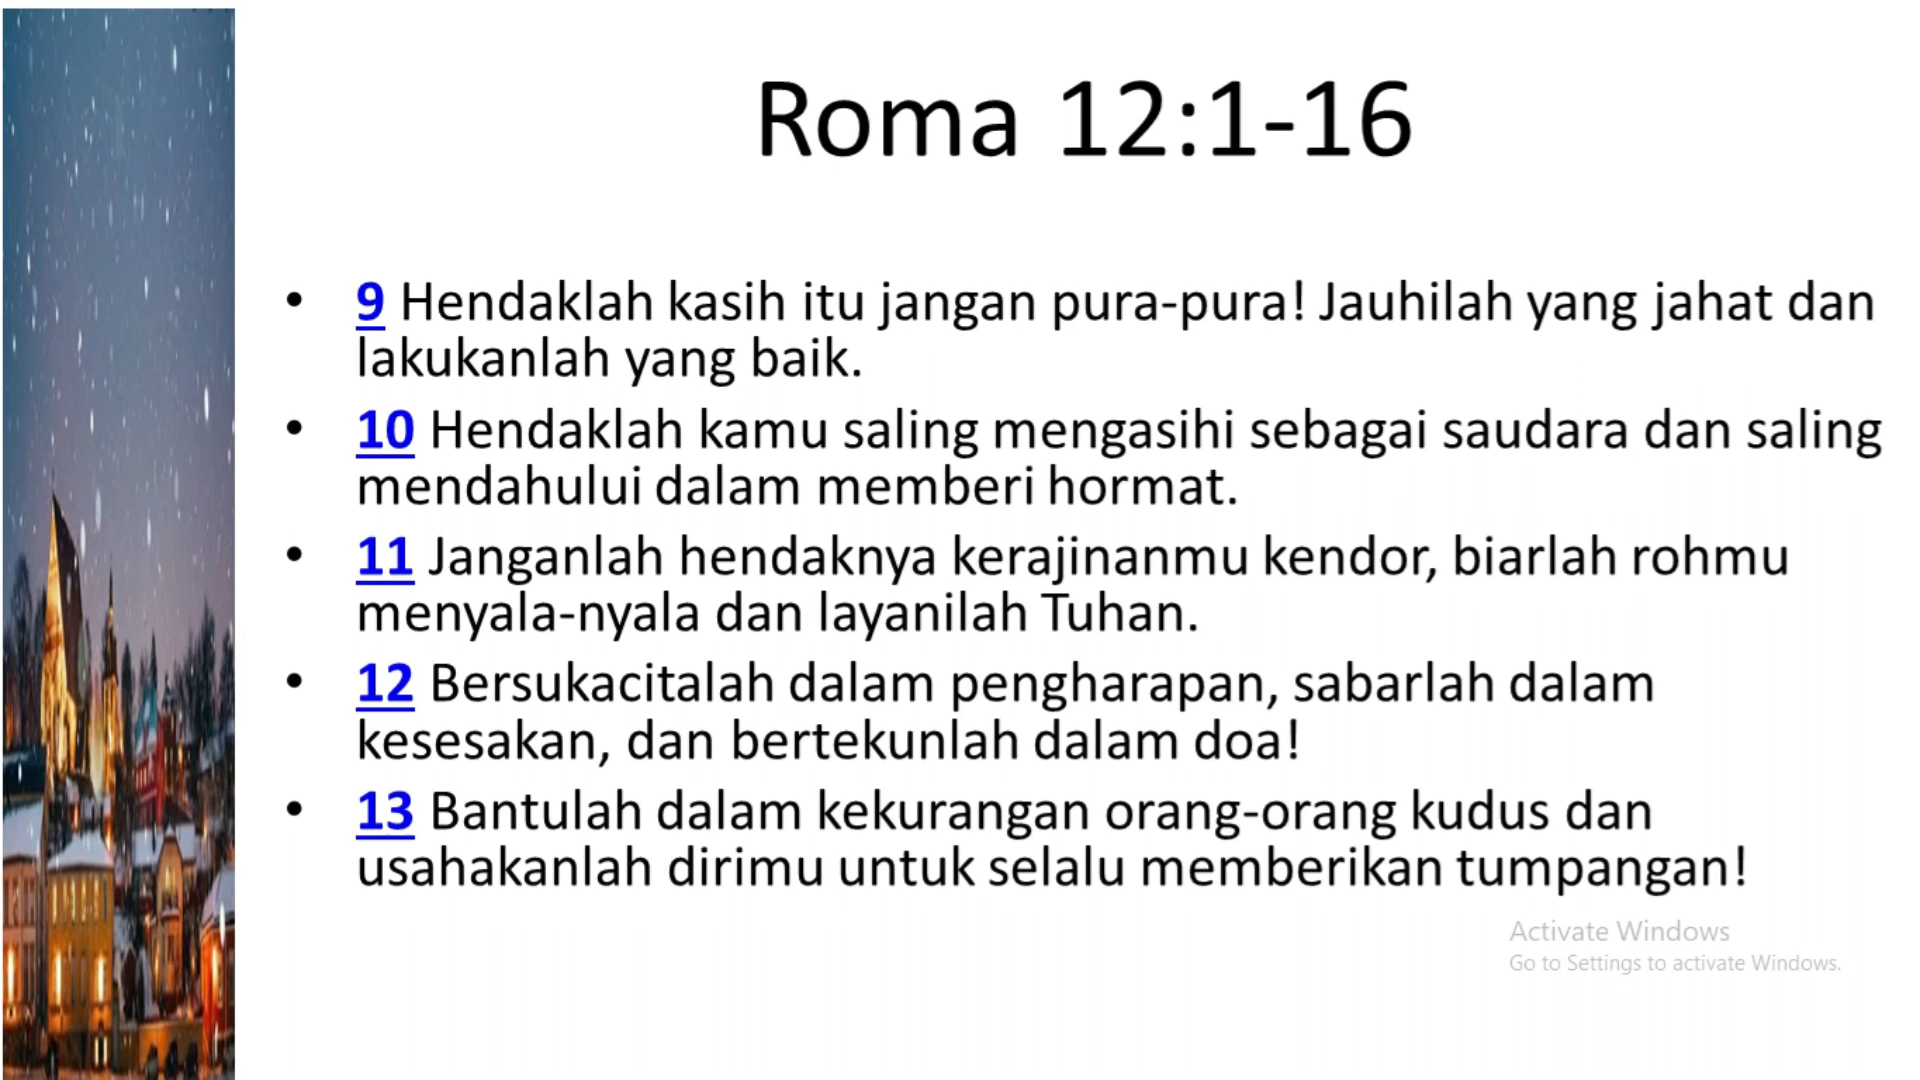 Roma 12:1-16
• 9 Hendaklah kasih itu jangan pura-pura! Jauhilah yang jahat dan
lakukanlah yang baik.
• 10 Hendaklah kamu saling mengasihi sebagai saudara dan saling
mendahului dalam memberi hormat.
• 11 Janganlah hendaknya kerajinanmu kendor, biarlah rohmu
menyala-nyala dan layanilah Tuhan.
• 12 Bersukacitalah dalam pengharapan, sabarlah dalam
kesesakan, dan bertekunlah dalam doa!
• 13 Bantulah dalam kekurangan orang-orang kudus dan
usahakanlah dirimu untuk selalu memberikan tumpangan!
Activate Windows
Go to Settings to activate Windows.